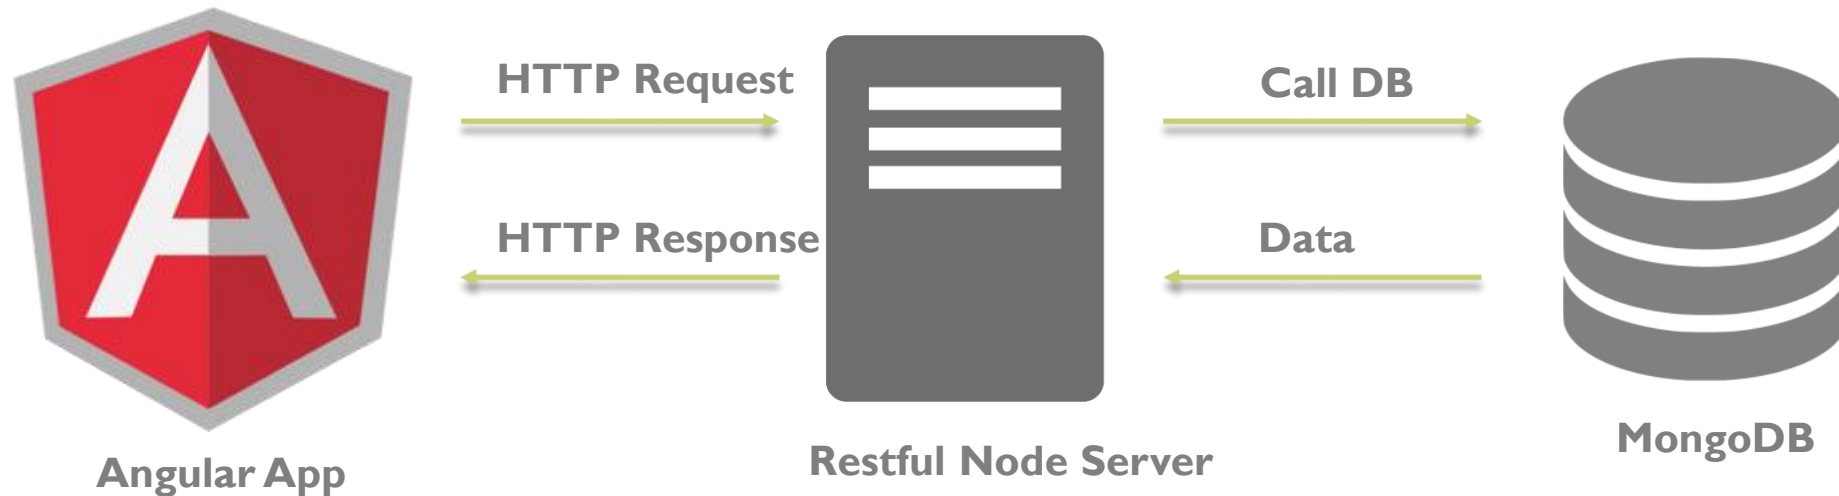 HTTP Request
Call DB
HTTP Response
Data
Angular App
Restful Node Server
MongoDB